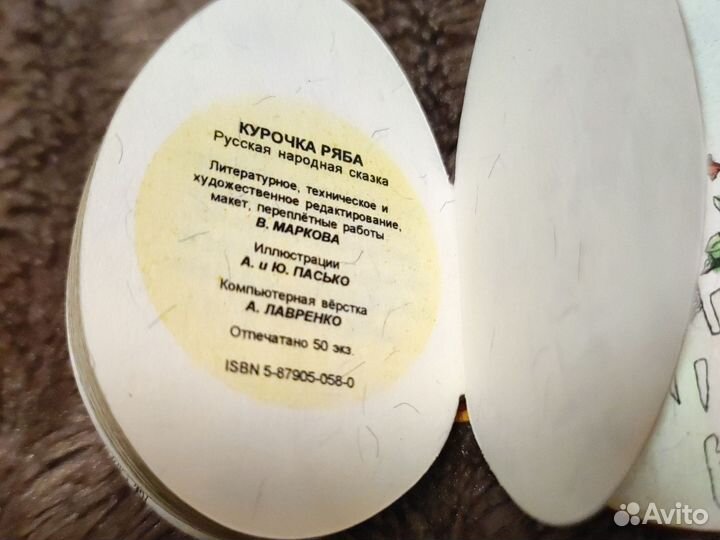 КУРОЧКА РЯБА
Русская народная сказка
Литературное, техническое и
художественное редактирование,
макет, переплётные работы
В. МАРКОВА
Иллюстрации
А. и Ю. ПАСЬКО
Компьютерная вёрстка
А. ЛАВРЕНКО
Отпечатано 50 экз.
ISBN 5-87905-058-0
Avito